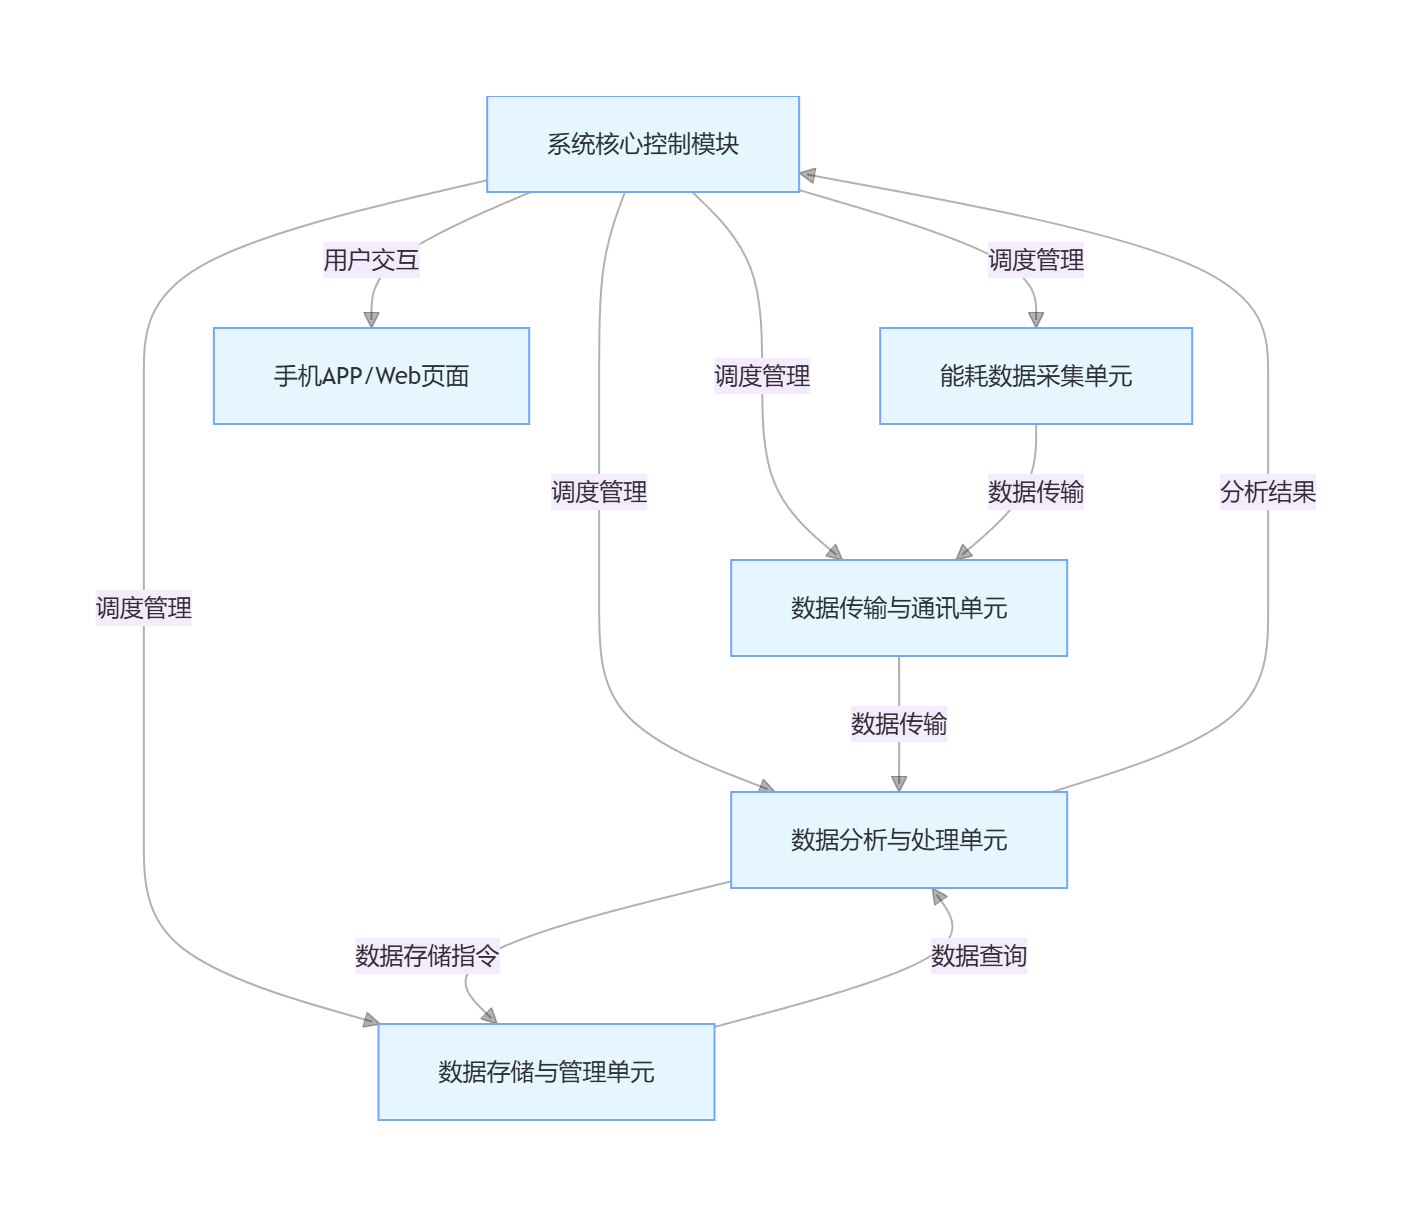 系统核心控制模块
用户交互
调度管理
手机APP/Web页面
调度管理
能耗数据采集单元
调度管理
数据传输
分析结果
调度管理
数据传输与通讯单元
数据传输
数据分析与处理单元
数据存储指令
数据查询
数据存储与管理单元